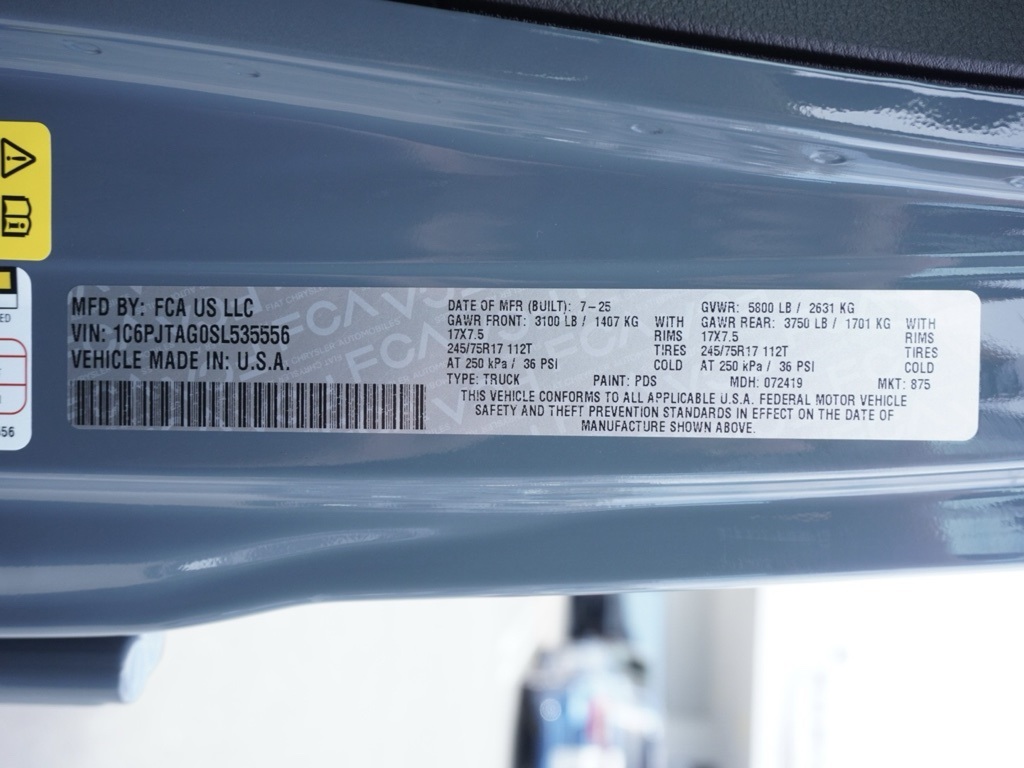 MFD BY: FCA US LLC
VIN: 1C6PJTAG0SL535556
VEHICLE MADE IN: U.S.A.
DATE OF MFR (BUILT): 7-25
GAWR FRONT: 3100 LB / 1407 KG WITH
17X7.5 RIMS
245/75R17 112T TIRES
AT 250 kPa / 36 PSI COLD
TYPE: TRUCK PAINT: PDS
GVWR: 5800 LB / 2631 KG
GAWR REAR: 3750 LB / 1701 KG WITH
17X7.5 RIMS
245/75R17 112T TIRES
AT 250 kPa / 36 PSI COLD
MDH: 072419 MKT: 875
THIS VEHICLE CONFORMS TO ALL APPLICABLE U.S.A. FEDERAL MOTOR VEHICLE
SAFETY AND THEFT PREVENTION STANDARDS IN EFFECT ON THE DATE OF
MANUFACTURE SHOWN ABOVE.